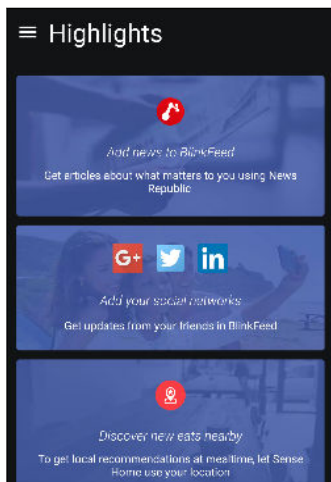 Highlights
Add news to BlinkFeed
Get articles about what matters to you using News
Republic
G+
in
Add your social networks
Get updates from your friends in BlinkFeed
Discover new eats nearby
To get local recommendations at mealtime, let Sense
Home use your location